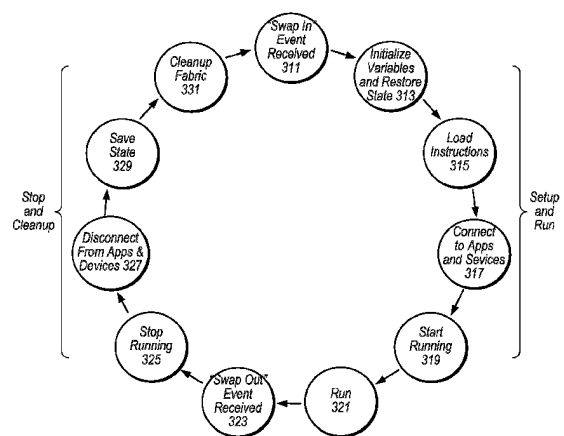 "Swap In"
Event
Received
311
Initialize
Variables
and Restore
State 313
Load
Instructions
315
Connect
to Apps
and Sevices
317
Start
Running
319
Run
321
"Swap Out"
Event
Received
323
Stop
Running
325
Disconnect
From Apps &
Devices 327
Save
State
329
Cleanup
Fabric
331
Stop
and
Cleanup
Setup
and
Run